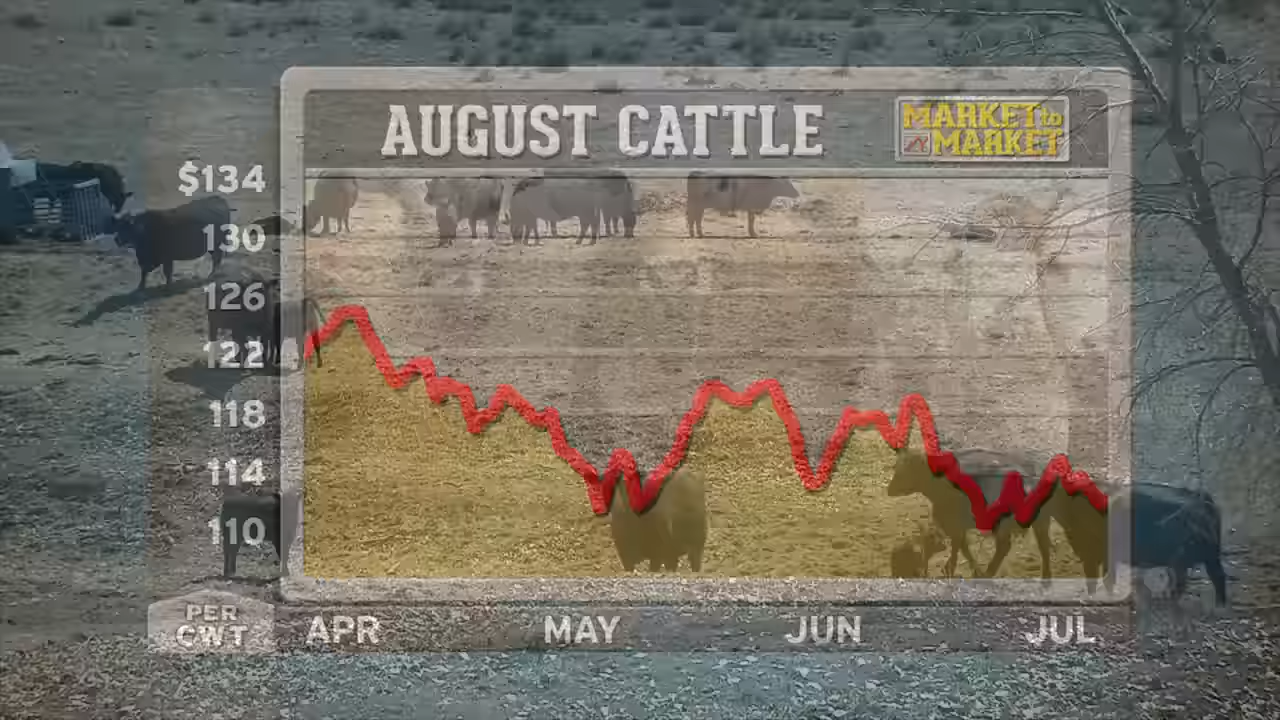 AUGUST CATTLE
MARKET to
MARKET
$134
130
126
122
118
114
110
PER
CWT
APR
MAY
JUN
JUL